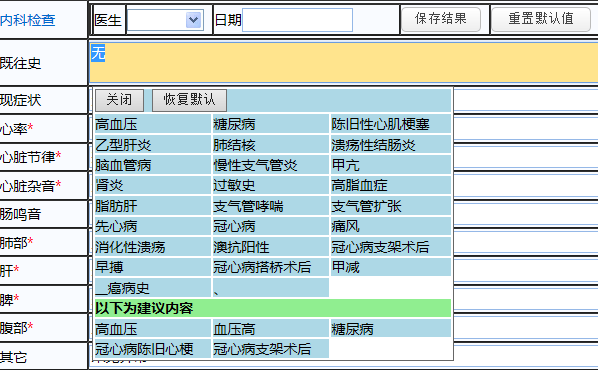 内科检查 医生 日期 保存结果 重置默认值
既往史 无
现症状 关闭 恢复默认
高血压 糖尿病 陈旧性心肌梗塞
心率*
乙型肝炎 肺结核 溃疡性结肠炎
心脏节律* 脑血管病 慢性支气管炎 甲亢
心脏杂音* 肾炎 过敏史 高脂血症
肠鸣音 脂肪肝 支气管哮喘 支气管扩张
先心病 冠心病 痛风
肺部* 消化性溃疡 澳抗阳性 冠心病支架术后
肝* 早搏 冠心病搭桥术后 甲减
脾* __癌病史 、
以下为建议内容
腹部* 高血压 血压高 糖尿病
其它 冠心病陈旧心梗 冠心病支架术后